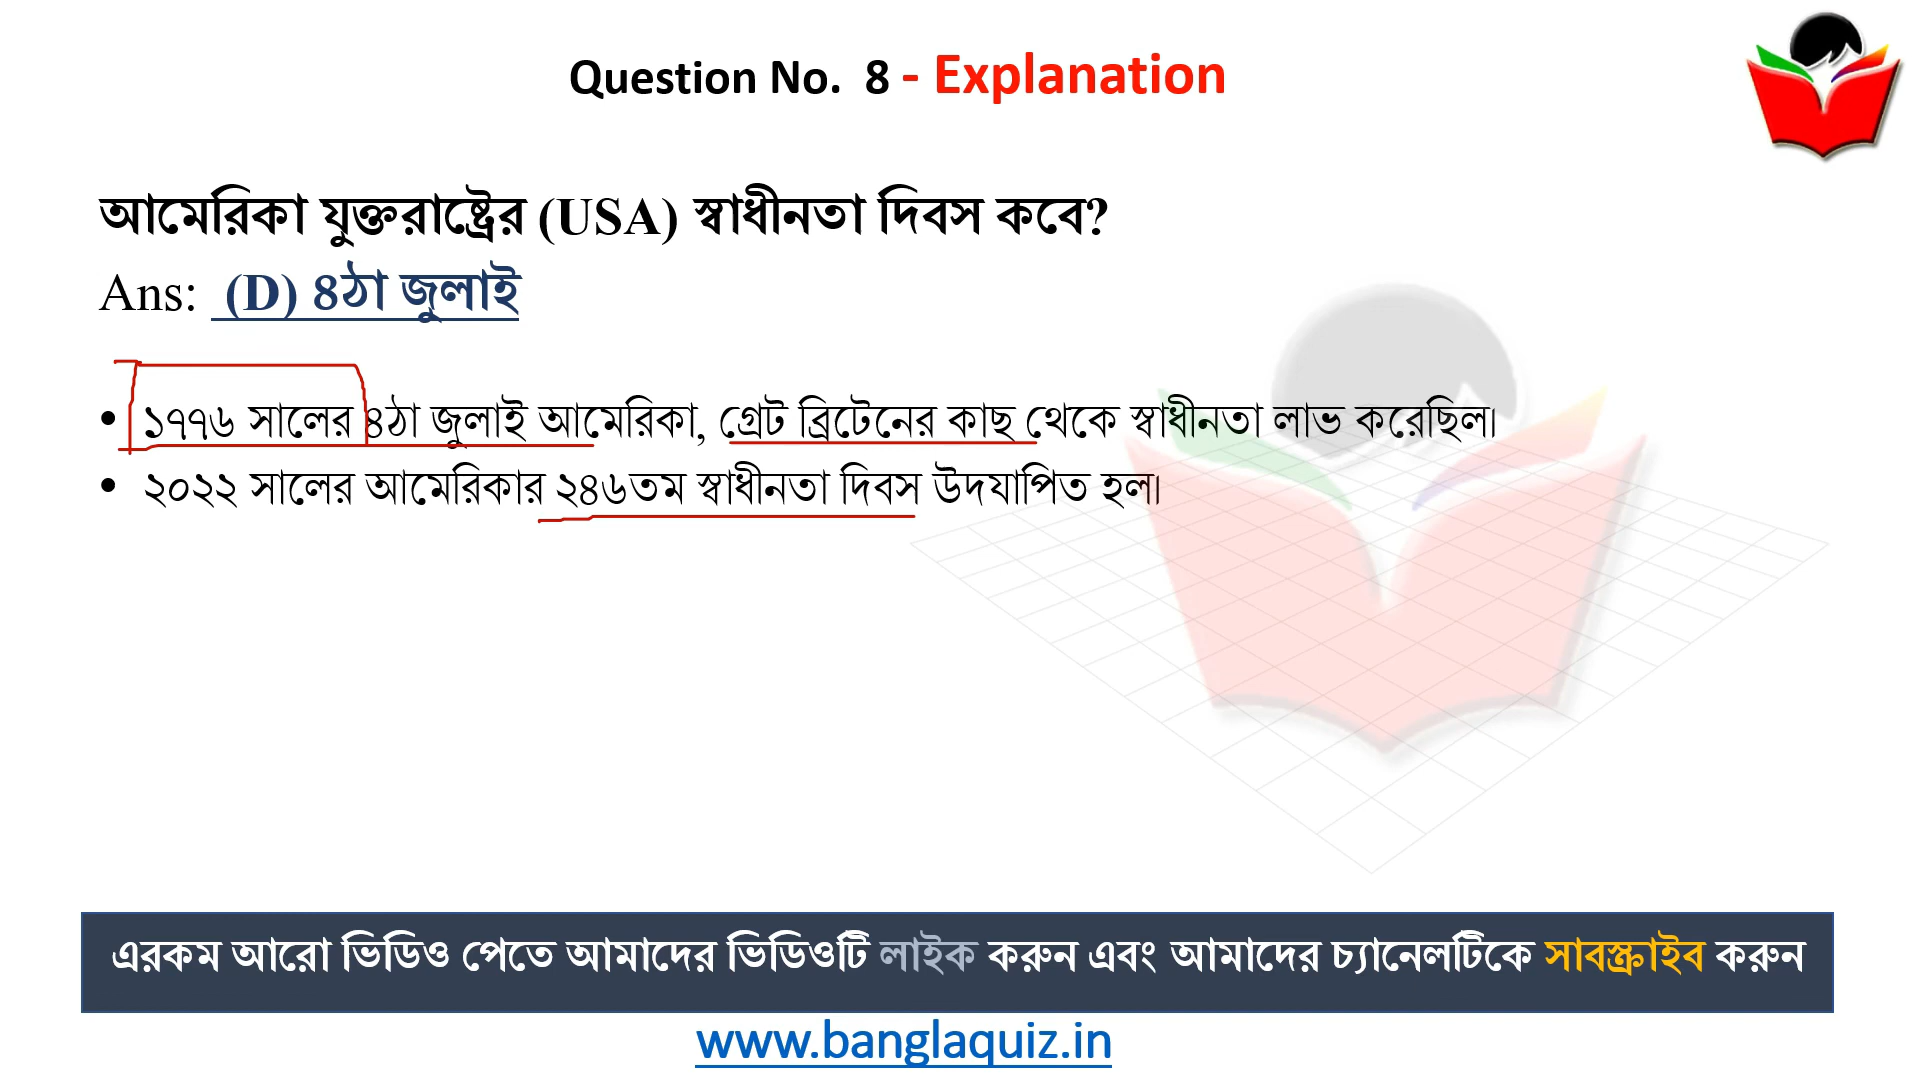 Question No. 8 - Explanation
আমেরিকা যুক্তরাষ্ট্রের (USA) স্বাধীনতা দিবস কবে?
Ans: (D) ৪ঠা জুলাই
• ১৭৭৬ সালের ৪ঠা জুলাই আমেরিকা, গ্রেট ব্রিটেনের কাছ থেকে স্বাধীনতা লাভ করেছিল।
• ২০২২ সালের আমেরিকার ২৪৬তম স্বাধীনতা দিবস উদযাপিত হল।
এরকম আরো ভিডিও পেতে আমাদের ভিডিওটি লাইক করুন এবং আমাদের চ্যানেলটিকে সাবস্ক্রাইব করুন
www.banglaquiz.in